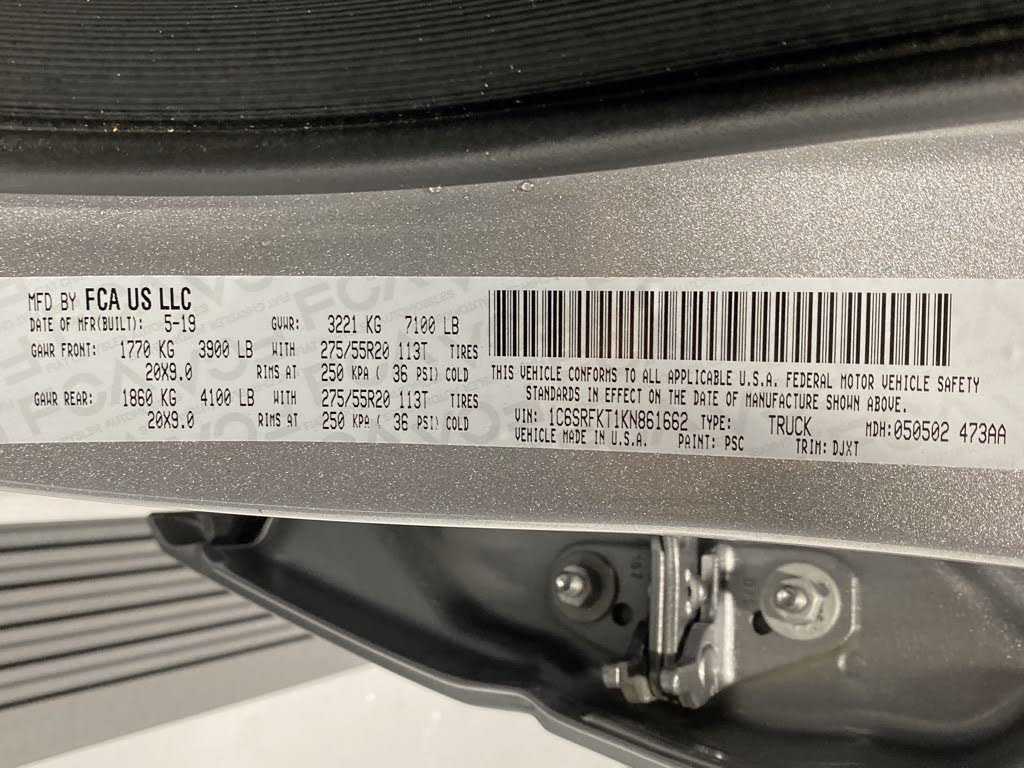 MFD BY FCA US LLC
DATE OF MFR(BUILT): 5-19 GVWR: 3221 KG 7100 LB
GAWR FRONT: 1770 KG 3900 LB WITH 275/55R20 113T TIRES
20X9.0 RIMS AT 250 KPA ( 36 PSI) COLD
GAWR REAR: 1860 KG 4100 LB WITH 275/55R20 113T TIRES
20X9.0 RIMS AT 250 KPA ( 36 PSI) COLD
THIS VEHICLE CONFORMS TO ALL APPLICABLE U.S.A. FEDERAL MOTOR VEHICLE SAFETY
STANDARDS IN EFFECT ON THE DATE OF MANUFACTURE SHOWN ABOVE.
VIN: 1C6SRFKT1KN861662 TYPE: TRUCK MDH:050502 473AA
VEHICLE MADE IN U.S.A. PAINT: PSC TRIM: DJXT